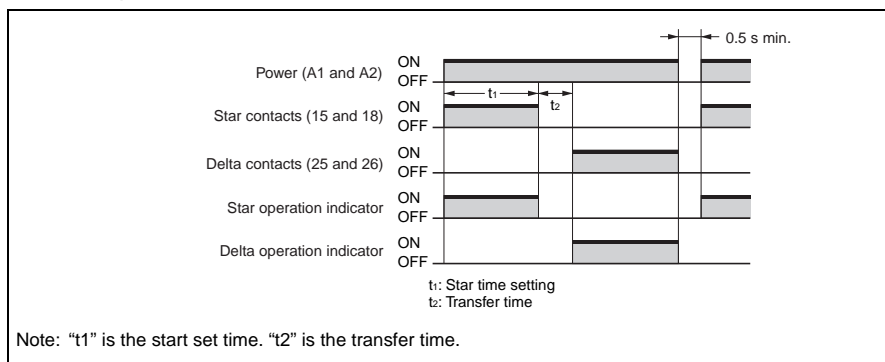 0.5 s min.
Power (A1 and A2) ON
OFF
t1
t2
Star contacts (15 and 18) ON
OFF
Delta contacts (25 and 26) ON
OFF
Star operation indicator ON
OFF
Delta operation indicator ON
OFF
t1: Star time setting
t2: Transfer time
Note: “t1” is the start set time. “t2” is the transfer time.